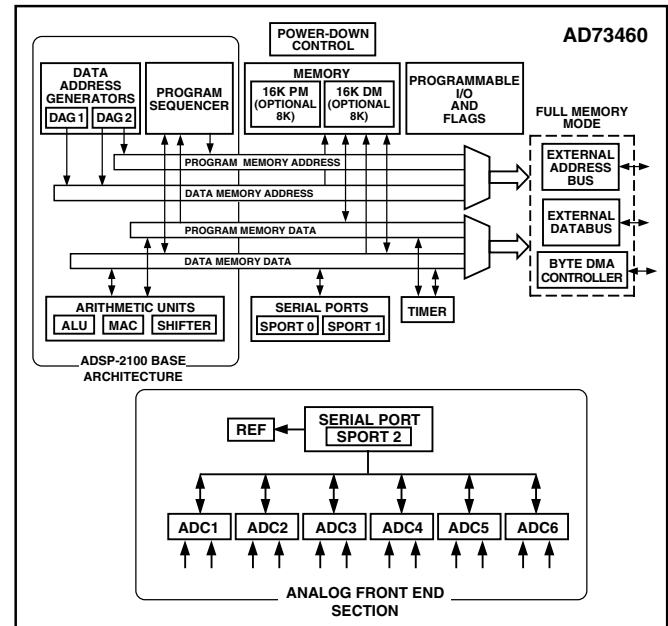 AD73460
POWER-DOWN
CONTROL
DATA
ADDRESS
GENERATORS
DAG 1
DAG 2
PROGRAM
SEQUENCER
MEMORY
16K PM
(OPTIONAL
8K)
16K DM
(OPTIONAL
8K)
PROGRAMMABLE
I/O
AND
FLAGS
FULL MEMORY
MODE
EXTERNAL
ADDRESS
BUS
EXTERNAL
DATABUS
BYTE DMA
CONTROLLER
PROGRAM MEMORY ADDRESS
DATA MEMORY ADDRESS
PROGRAM MEMORY DATA
DATA MEMORY DATA
ARITHMETIC UNITS
ALU
MAC
SHIFTER
SERIAL PORTS
SPORT 0
SPORT 1
TIMER
ADSP-2100 BASE
ARCHITECTURE
REF
SERIAL PORT
SPORT 2
ADC1
ADC2
ADC3
ADC4
ADC5
ADC6
ANALOG FRONT END
SECTION